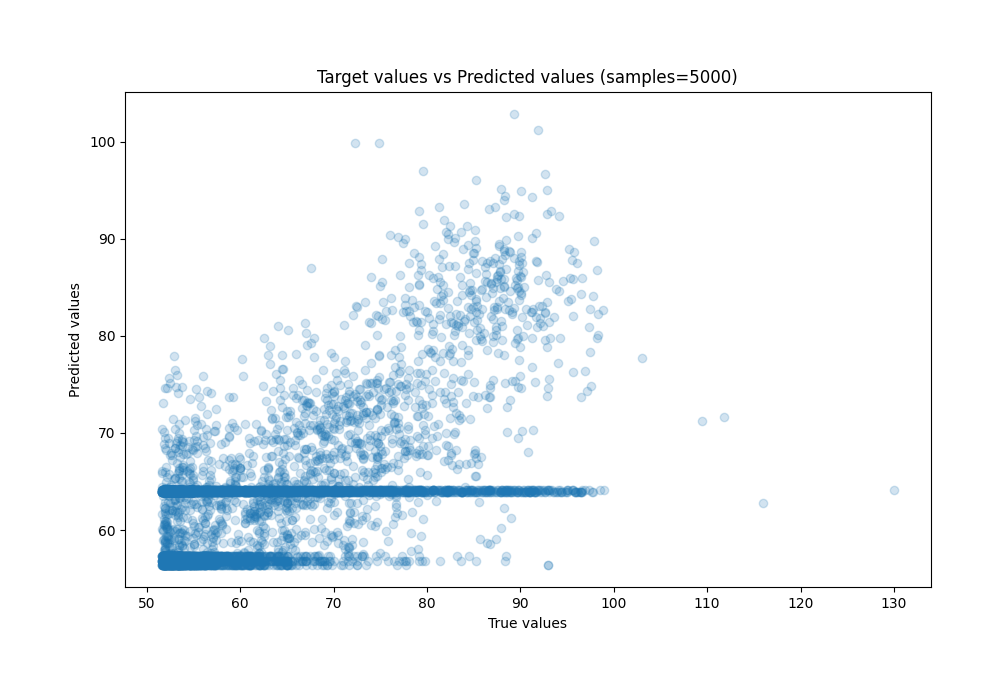 Target values vs Predicted values (samples=5000)
100
90
80
70
60
Predicted values
50 60 70 80 90 100 110 120 130
True values